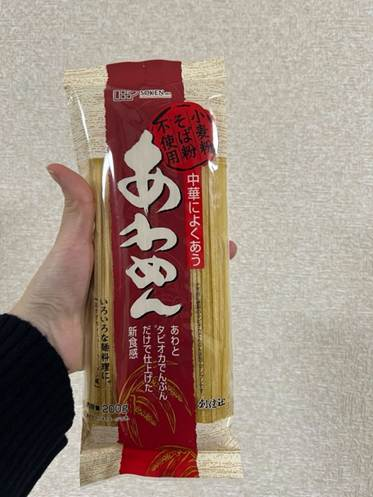 SOKEN
小麦粉
そば粉
不使用
中華によくあう
あわめん
あわと
タピオカでんぷん
だけで仕上げた
新食感
いろいろな麺料理に。
200g
創健社